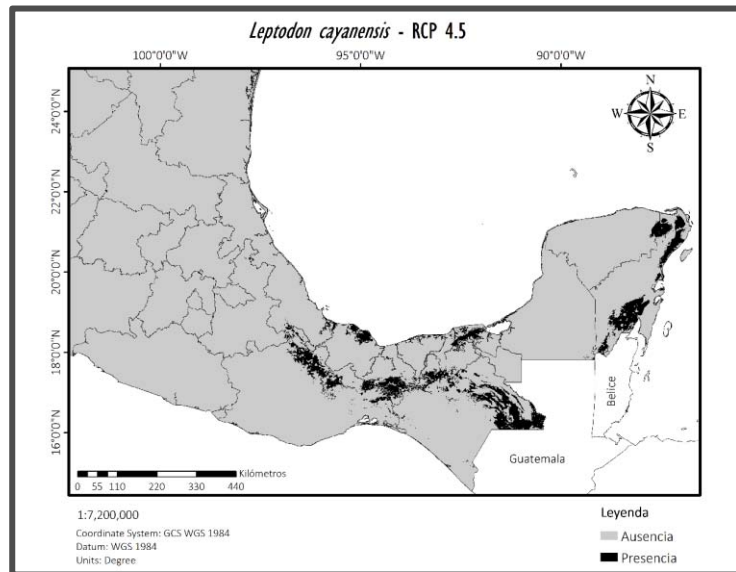 Leptodon cayanensis - RCP 4.5
100°0'0"W 95°0'0"W 90°0'0"W
24°0'0"N
22°0'0"N
20°0'0"N
18°0'0"N
16°0'0"N
N
W E
S
Belice
Guatemala
Kilómetros
0 55 110 220 330 440
1:7,200,000
Coordinate System: GCS WGS 1984
Datum: WGS 1984
Units: Degree
Leyenda
Ausencia
Presencia